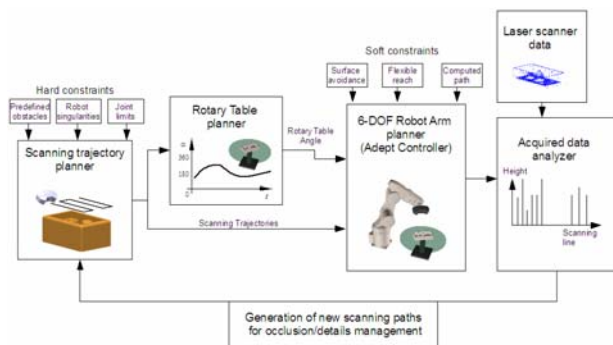 Laser scanner
data
Soft constraints
Surface
avoidance
Flexible
reach
Computed
path
Hard constraints
Predefined
obstacles
Robot
singularities
Joint
limits
Rotary Table
planner
α
360
180
0
t
Rotary Table
Angle
6-DOF Robot Arm
planner
(Adept Controller)
Scanning trajectory
planner
Scanning Trajectories
Acquired data
analyzer
Height
Scanning
line
Generation of new scanning paths
for occlusion/details management